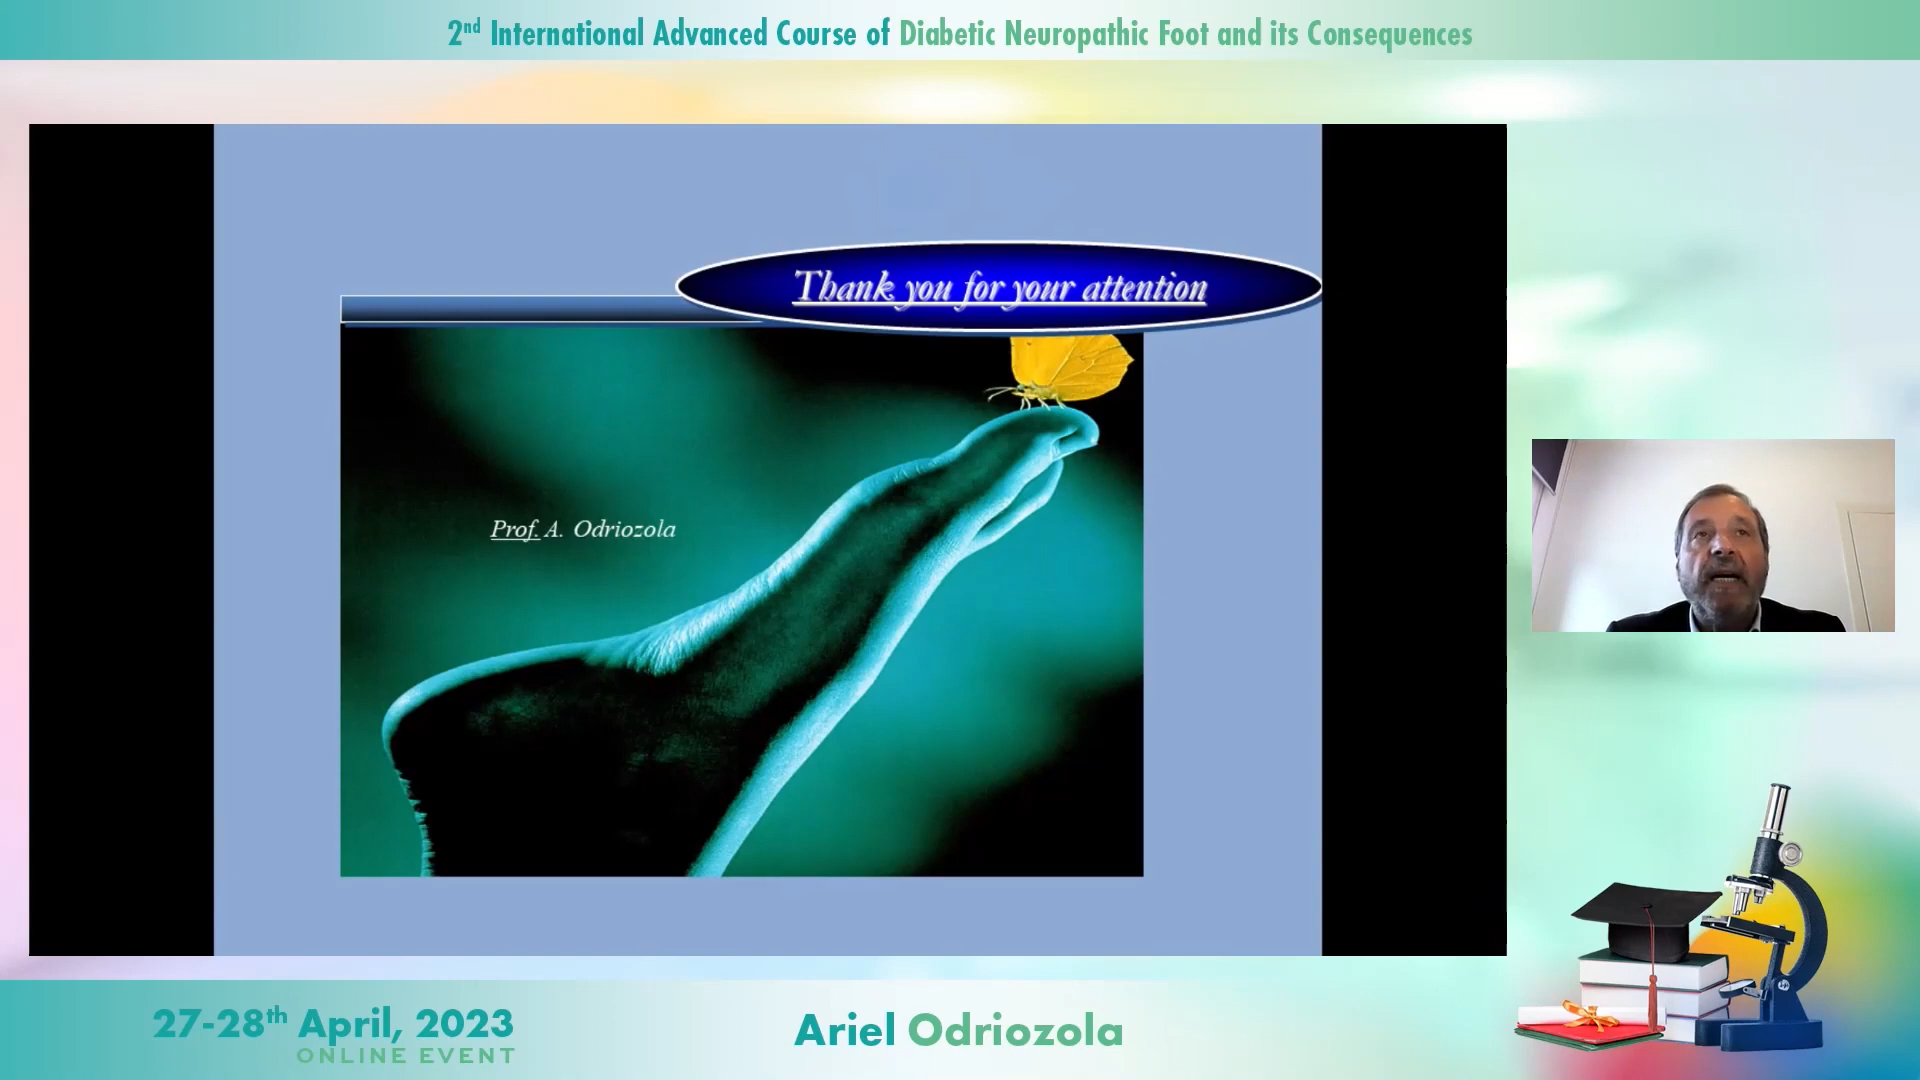 2nd International Advanced Course of Diabetic Neuropathic Foot and its Consequences
Thank you for your attention
Prof. A. Odriozola
27-28th April, 2023
ONLINE EVENT
Ariel Odriozola